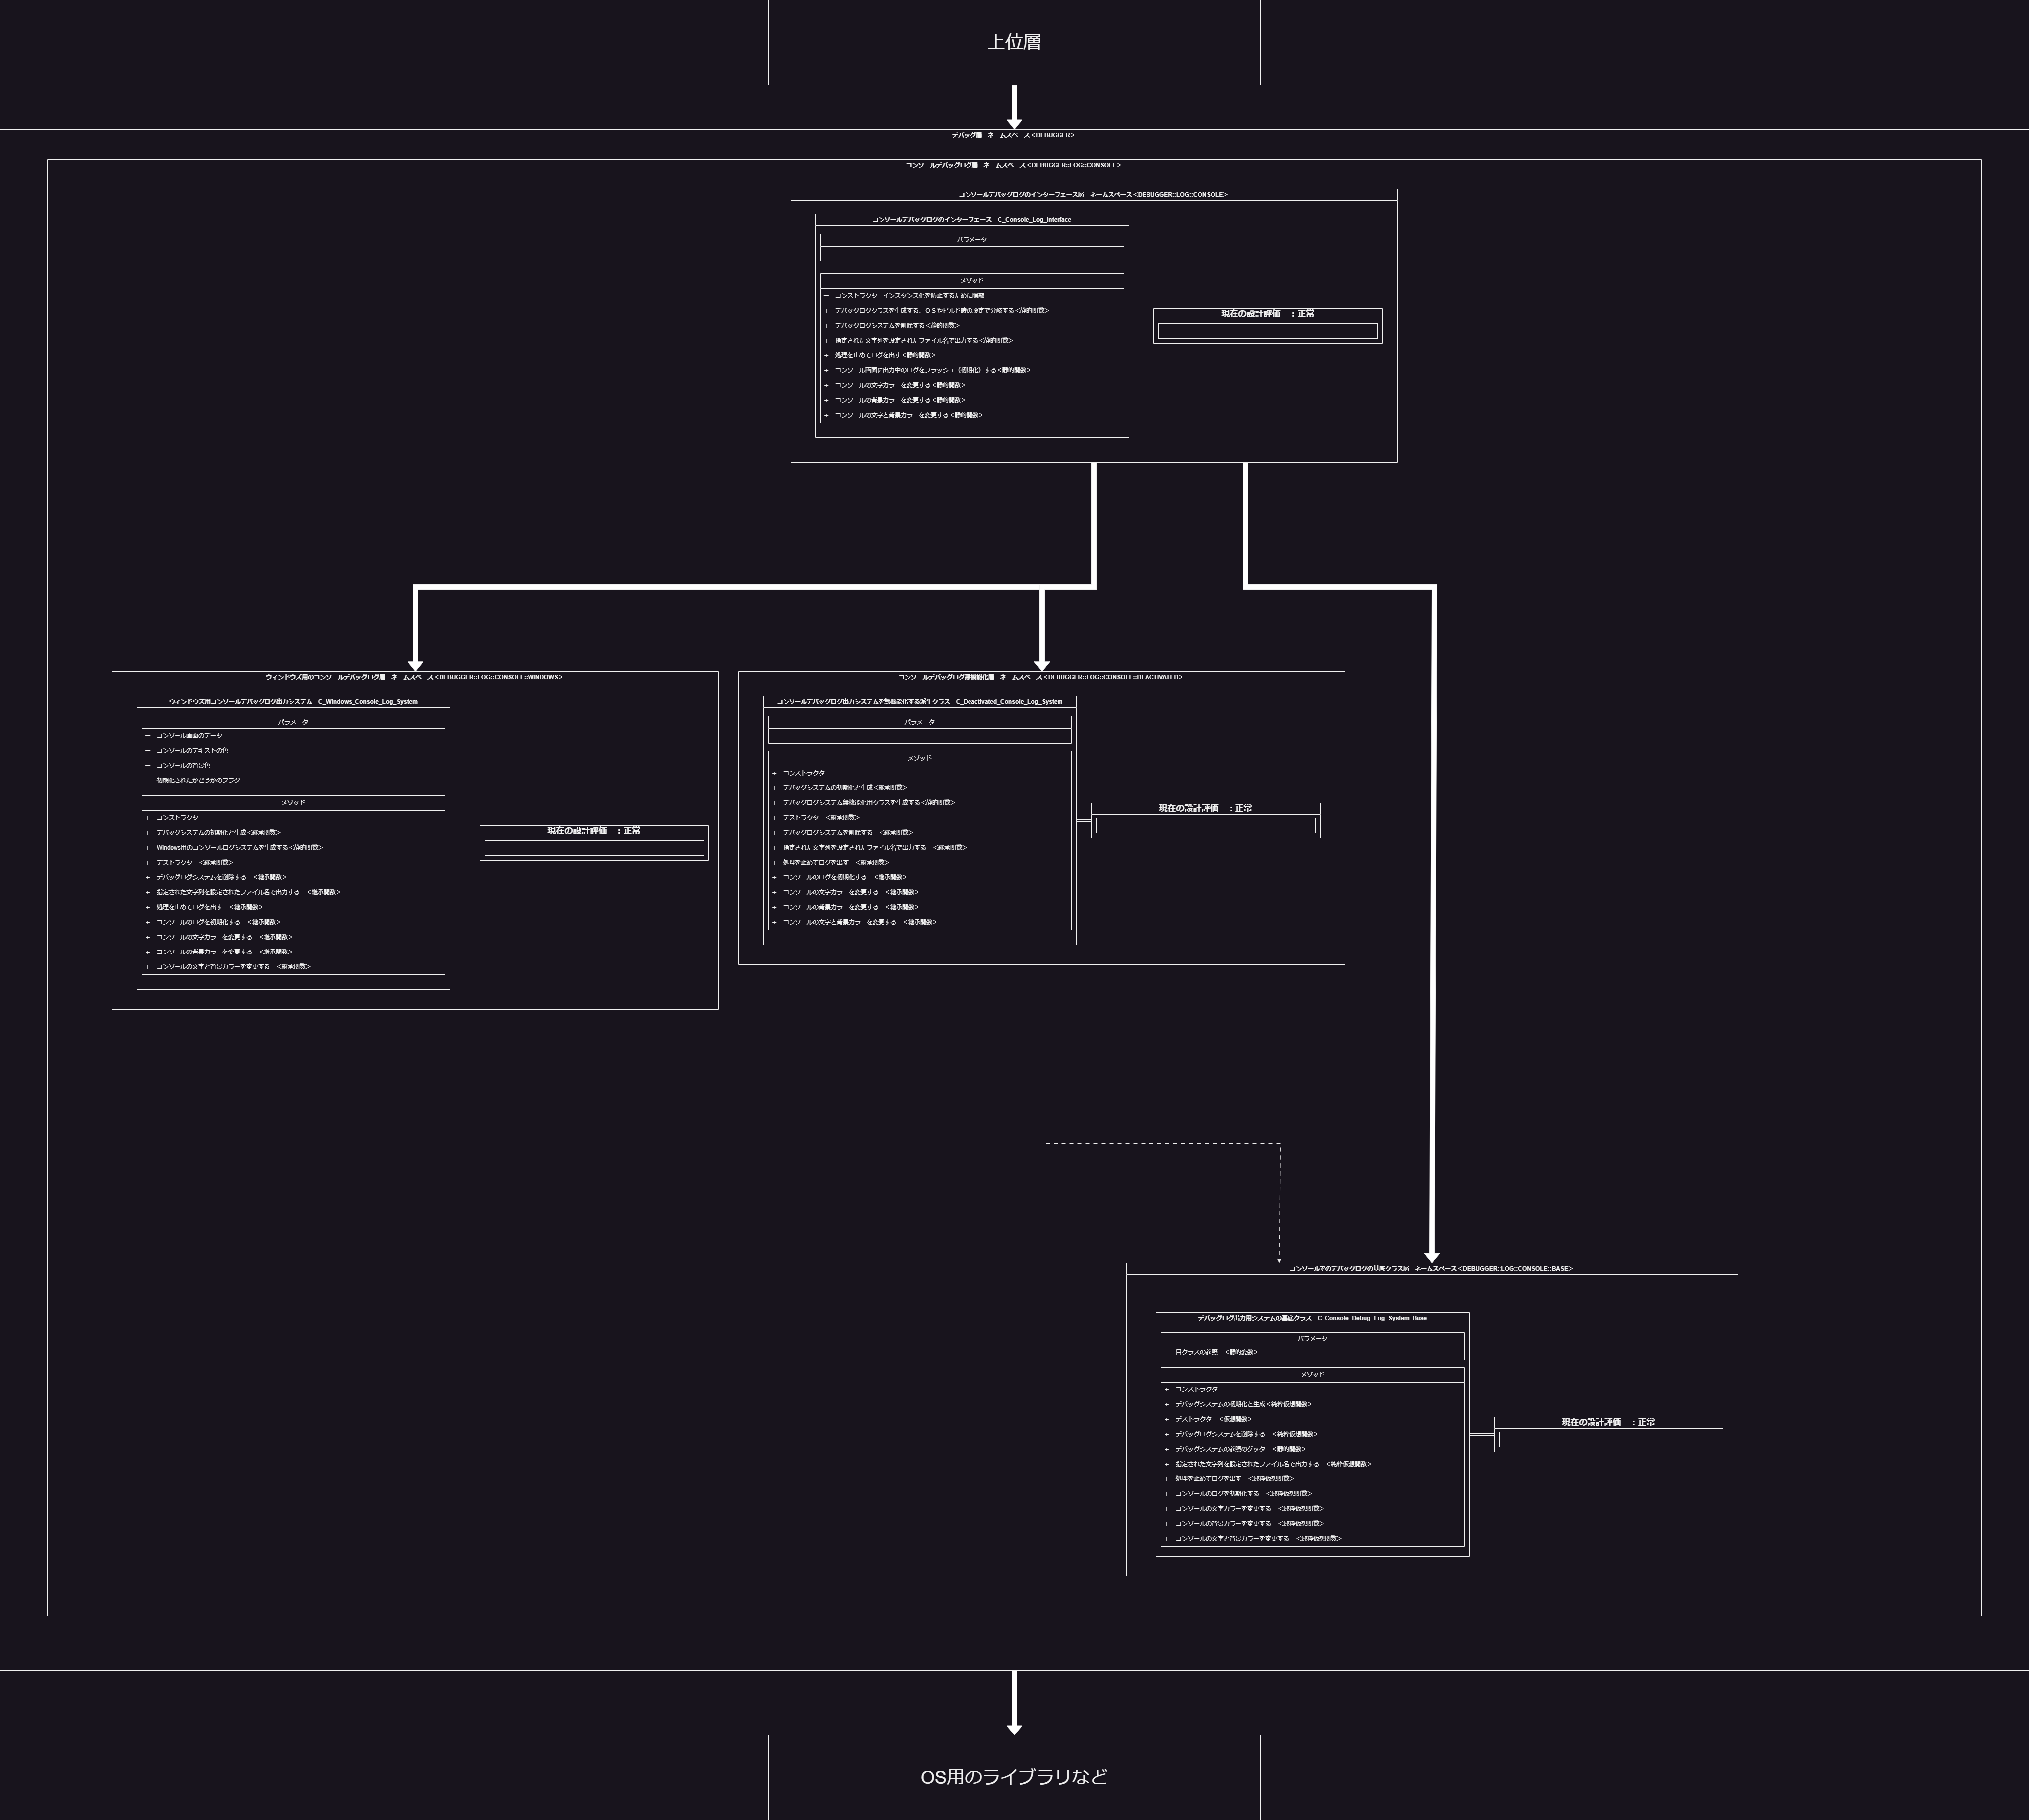 上位層
デバッグ層　ネームスペース<DEBUGGER>
コンソールデバッグログ層　ネームスペース<DEBUGGER::LOG::CONSOLE>
コンソールデバッグログのインターフェース層　ネームスペース<DEBUGGER::LOG::CONSOLE>
コンソールデバッグログのインターフェース　C_Console_Log_Interface
パラメータ
メゾッド
ー　コンストラクタ　インスタンス化を防止するために隠蔽
+　デバッグログクラスを生成する、ＯＳやビルド時の設定で分岐する<静的関数>
+　デバッグログシステムを削除する<静的関数>
+　指定された文字列を設定されたファイル名で出力する<静的関数>
+　処理を止めてログを出す<静的関数>
+　コンソール画面に出力中のログをフラッシュ（初期化）する<静的関数>
+　コンソールの文字カラーを変更する<静的関数>
+　コンソールの背景カラーを変更する<静的関数>
+　コンソールの文字と背景カラーを変更する<静的関数>
現在の設計評価　：正常
ウィンドウズ用のコンソールデバッグログ層　ネームスペース<DEBUGGER::LOG::CONSOLE::WINDOWS>
ウィンドウズ用コンソールデバッグログ出力システム　C_Windows_Console_Log_System
パラメータ
ー　コンソール画面のデータ
ー　コンソールのテキストの色
ー　コンソールの背景色
ー　初期化されたかどうかのフラグ
メゾッド
+　コンストラクタ
+　デバッグシステムの初期化と生成<継承関数>
+　Windows用のコンソールログシステムを生成する<静的関数>
+　デストラクタ　<継承関数>
+　デバッグログシステムを削除する　<継承関数>
+　指定された文字列を設定されたファイル名で出力する　<継承関数>
+　処理を止めてログを出す　<継承関数>
+　コンソールのログを初期化する　<継承関数>
+　コンソールの文字カラーを変更する　<継承関数>
+　コンソールの背景カラーを変更する　<継承関数>
+　コンソールの文字と背景カラーを変更する　<継承関数>
現在の設計評価　：正常
コンソールデバッグログ無機能化層　ネームスペース<DEBUGGER::LOG::CONSOLE::DEACTIVATED>
コンソールデバッグログ出力システムを無機能化する派生クラス　C_Deactivated_Console_Log_System
パラメータ
メゾッド
+　コンストラクタ
+　デバッグシステムの初期化と生成<継承関数>
+　デバッグログシステム無機能化用クラスを生成する<静的関数>
+　デストラクタ　<継承関数>
+　デバッグログシステムを削除する　<継承関数>
+　指定された文字列を設定されたファイル名で出力する　<継承関数>
+　処理を止めてログを出す　<継承関数>
+　コンソールのログを初期化する　<継承関数>
+　コンソールの文字カラーを変更する　<継承関数>
+　コンソールの背景カラーを変更する　<継承関数>
+　コンソールの文字と背景カラーを変更する　<継承関数>
現在の設計評価　：正常
コンソールでのデバッグログの基底クラス層　ネームスペース<DEBUGGER::LOG::CONSOLE::BASE>
デバッグログ出力用システムの基底クラス　C_Console_Debug_Log_System_Base
パラメータ
ー　自クラスの参照　<静的変数>
メゾッド
+　コンストラクタ
+　デバッグシステムの初期化と生成<純粋仮想関数>
+　デストラクタ　<仮想関数>
+　デバッグログシステムを削除する　<純粋仮想関数>
+　デバッグシステムの参照のゲッタ　<静的関数>
+　指定された文字列を設定されたファイル名で出力する　<純粋仮想関数>
+　処理を止めてログを出す　<純粋仮想関数>
+　コンソールのログを初期化する　<純粋仮想関数>
+　コンソールの文字カラーを変更する　<純粋仮想関数>
+　コンソールの背景カラーを変更する　<純粋仮想関数>
+　コンソールの文字と背景カラーを変更する　<純粋仮想関数>
現在の設計評価　：正常
OS用のライブラリなど